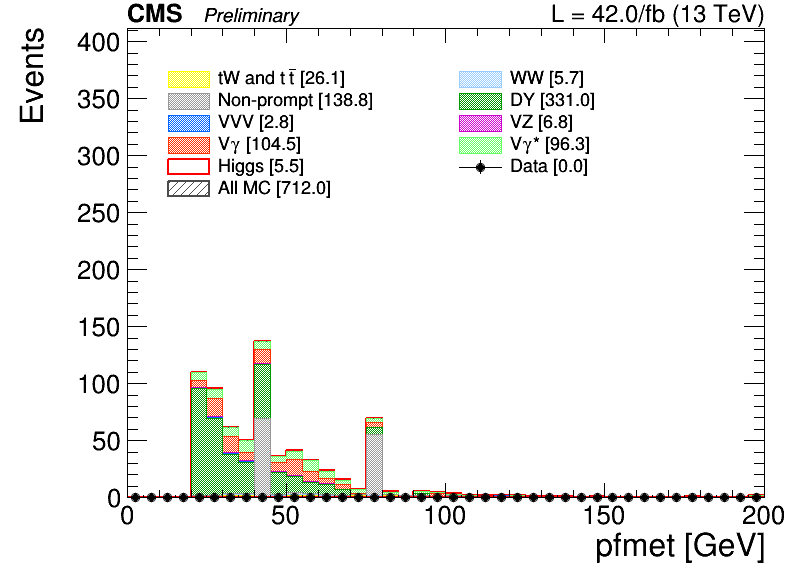 CMS Preliminary L = 42.0/fb (13 TeV)
Events
400
350
300
250
200
150
100
50
0
tW and t t̅ [26.1] WW [5.7]
Non-prompt [138.8] DY [331.0]
VVV [2.8] VZ [6.8]
Vγ [104.5] Vγ* [96.3]
Higgs [5.5] Data [0.0]
All MC [712.0]
0 50 100 150 200
pfmet [GeV]